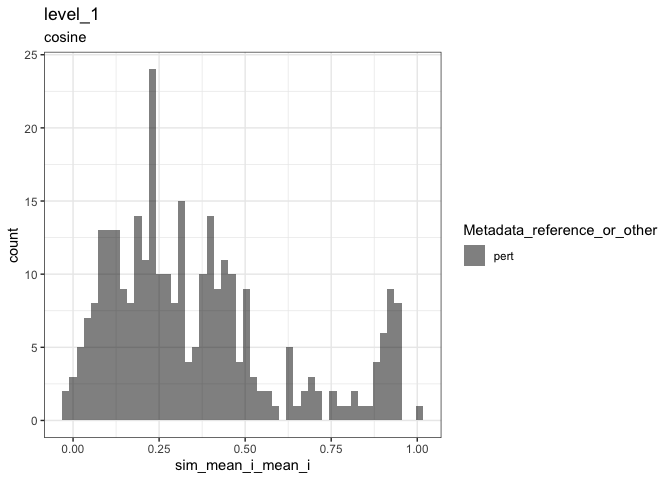 level_1
cosine
25
20
15
10
5
0
count
0.00 0.25 0.50 0.75 1.00
sim_mean_i_mean_i
Metadata_reference_or_other
pert